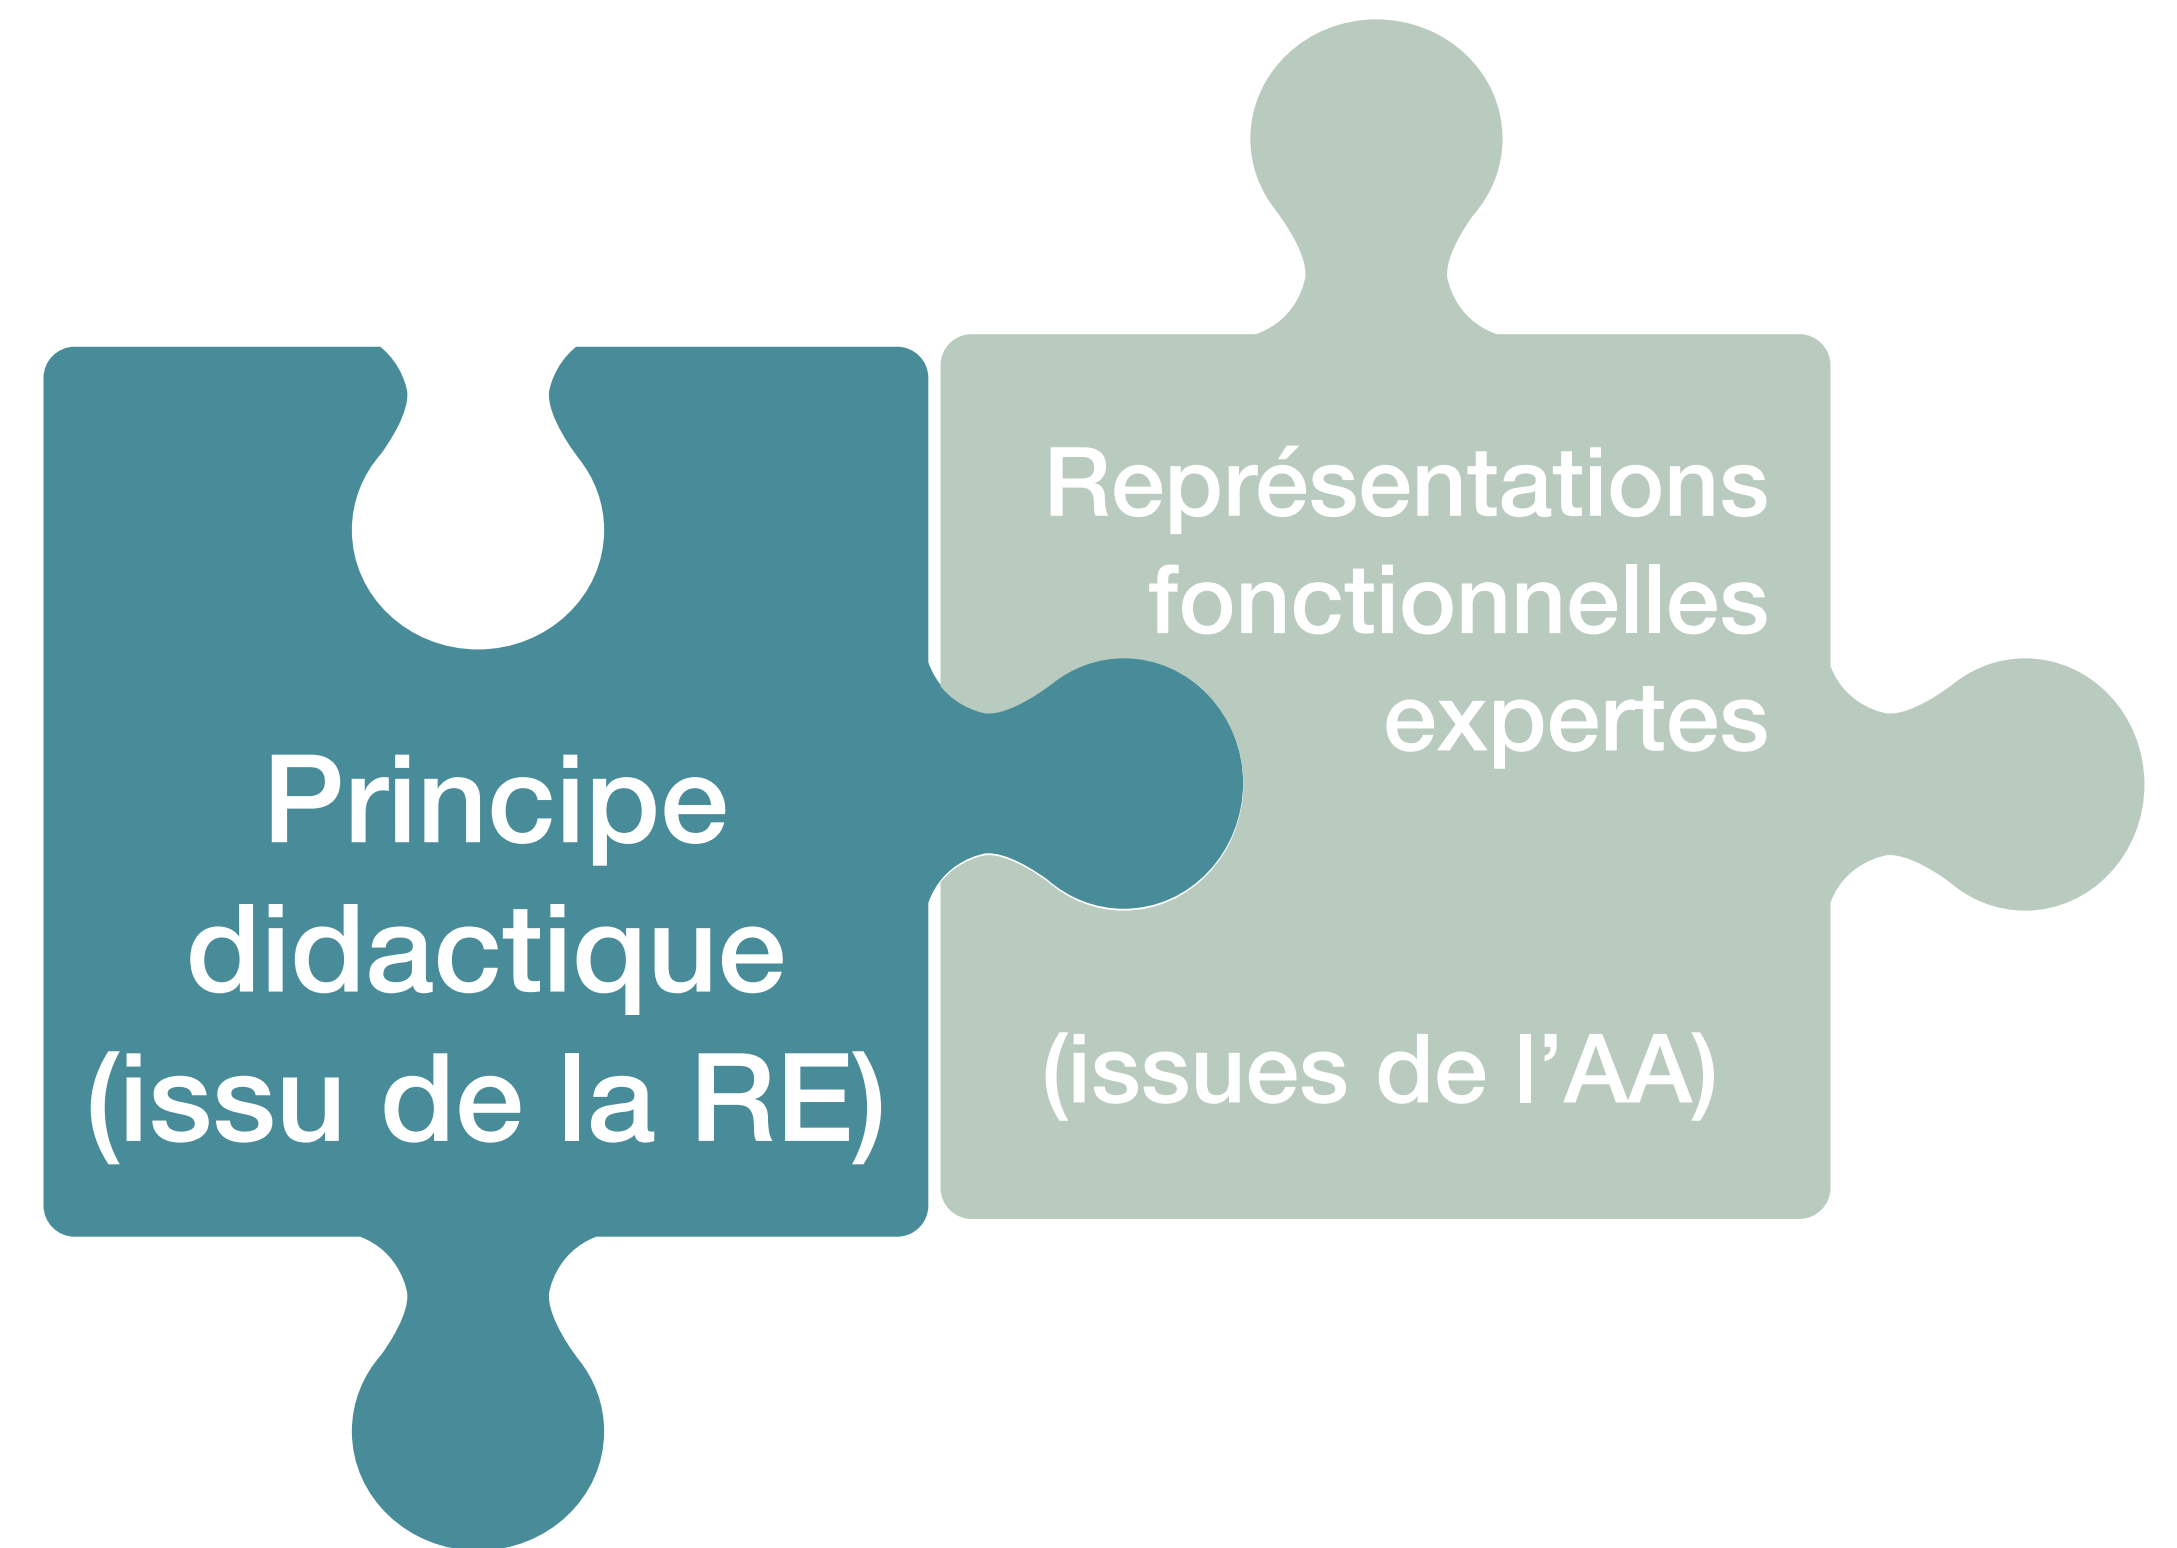 Principe
didactique
(issu de la RE)
Représentations
fonctionnelles
expertes
(issues de l’AA)